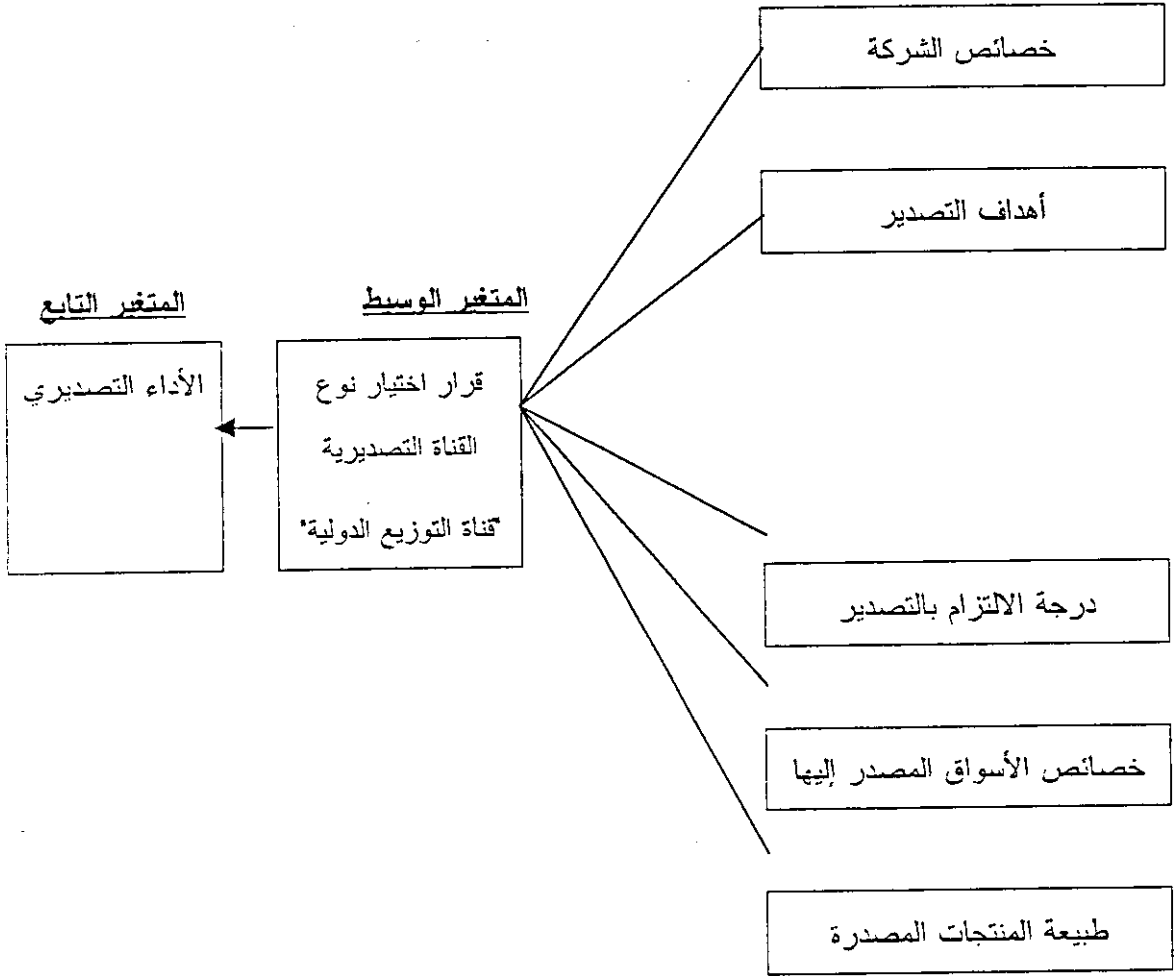 خصائص الشركة
أهداف التصدير
المتغير الوسيط
المتغير التابع
قرار اختيار نوع
القناة التصديرية
"قناة التوزيع الدولية"
الأداء التصديري
درجة الالتزام بالتصدير
خصائص الأسواق المصدر إليها
طبيعة المنتجات المصدرة